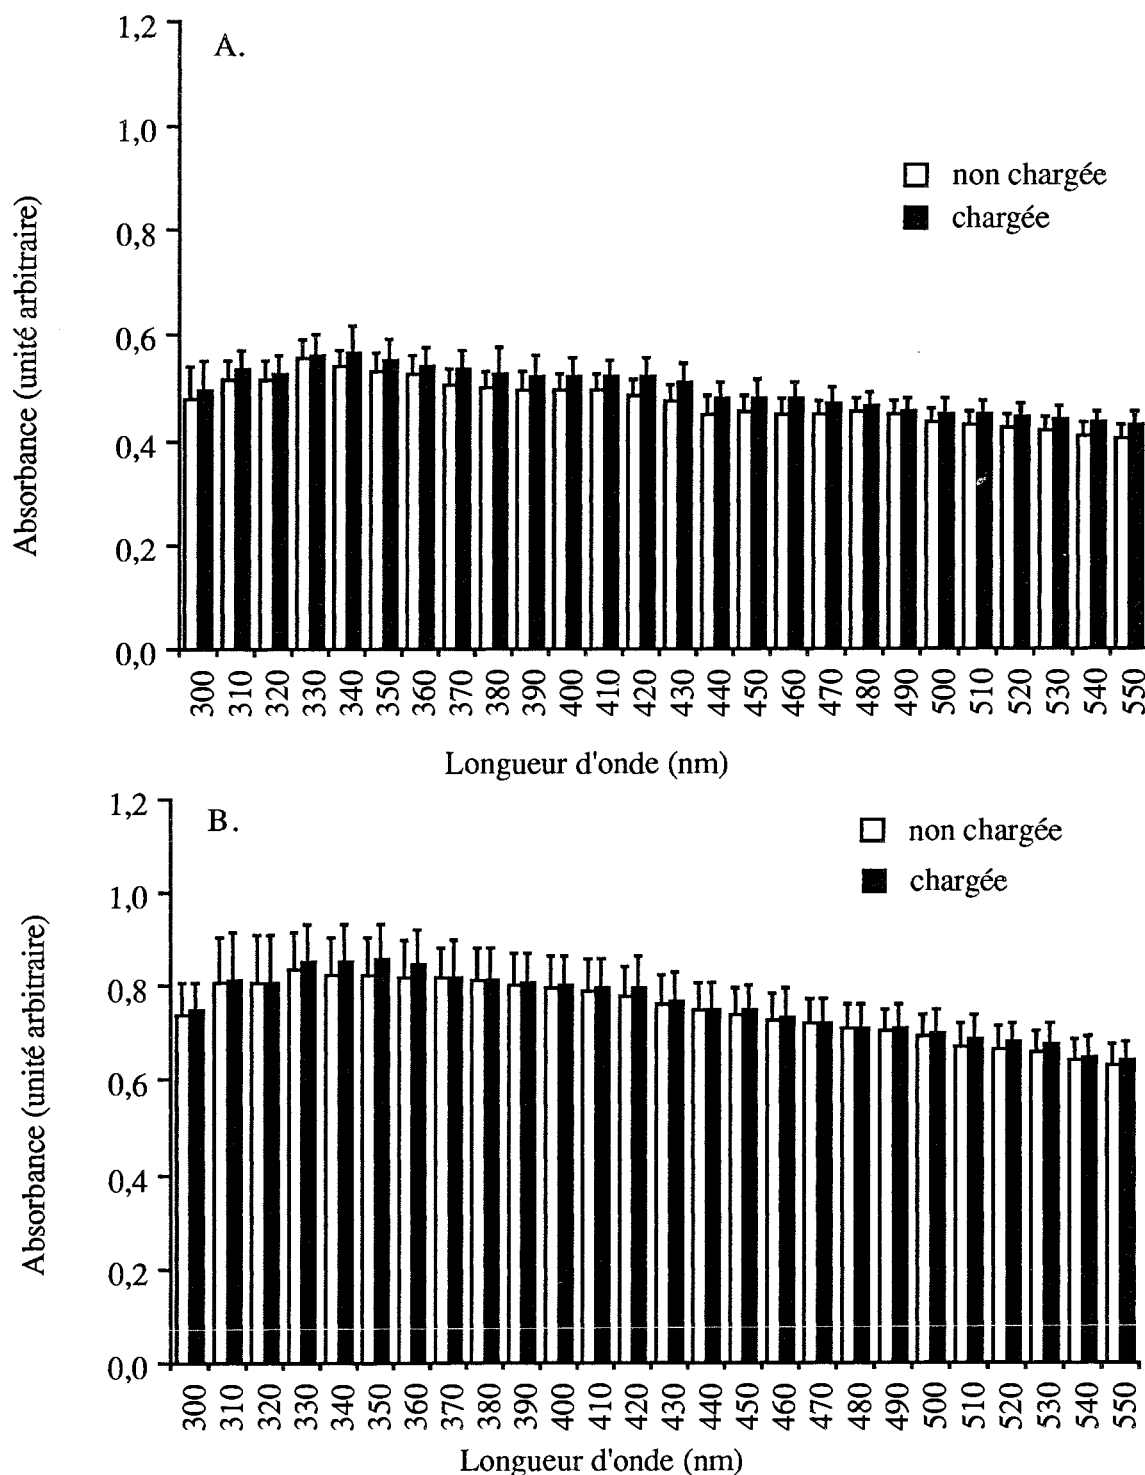 1,2
A.
1,0
non chargée
chargée
0,8
0,6
0,4
0,2
0,0
Absorbance (unité arbitraire)
300 310 320 330 340 350 360 370 380 390 400 410 420 430 440 450 460 470 480 490 500 510 520 530 540 550
Longueur d'onde (nm)
1,2
B.
non chargée
chargée
1,0
0,8
0,6
0,4
0,2
0,0
Absorbance (unité arbitraire)
300 310 320 330 340 350 360 370 380 390 400 410 420 430 440 450 460 470 480 490 500 510 520 530 540 550
Longueur d'onde (nm)